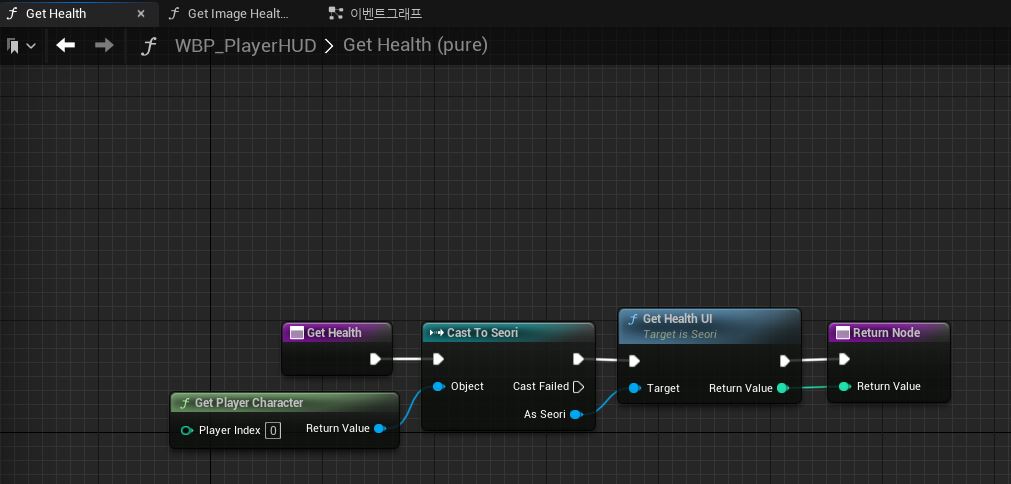 Get Health
Get Image Healt...
이벤트그래프
WBP_PlayerHUD > Get Health (pure)
Get Health
Cast To Seori
Object
Cast Failed
As Seori
Get Health UI
Target is Seori
Target
Return Value
Return Node
Return Value
Get Player Character
Player Index 0
Return Value